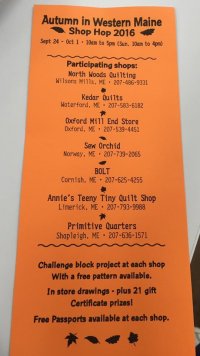 Autumn in Western Maine
Shop Hop 2016
Sept 24 - Oct 1 • 10am to 5pm (Sun. 10am to 4pm)
Participating shops:
North Woods Quilting
Wilsons Mills, ME • 207-486-9331
Kedar Quilts
Waterford, ME • 207-583-6182
Oxford Mill End Store
Oxford, ME • 207-539-4451
Sew Orchid
Norway, ME • 207-739-2065
BOLT
Cornish, ME • 207-625-4255
Annie's Teeny Tiny Quilt Shop
Limerick, ME • 207-793-9988
Primitive Quarters
Shapleigh, ME • 207-636-1571
Challenge block project at each shop
With a free pattern available.
In store drawings - plus 21 gift
Certificate prizes!
Free Passports available at each shop.